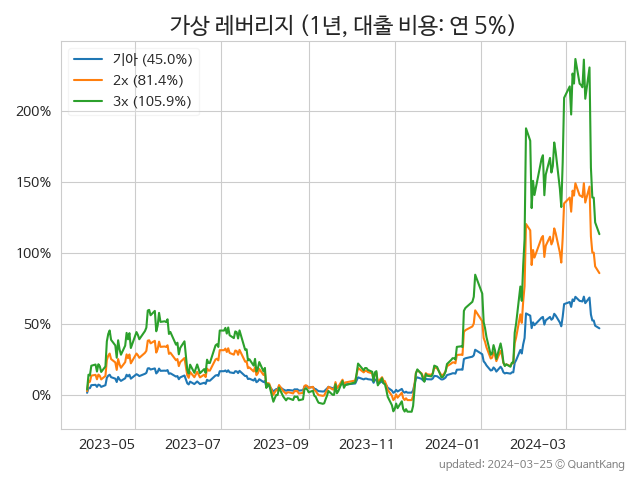 가상 레버리지 (1년, 대출 비용: 연 5%)
기아 (45.0%)
2x (81.4%)
3x (105.9%)
200%
150%
100%
50%
0%
2023-05 2023-07 2023-09 2023-11 2024-01 2024-03
updated: 2024-03-25 © QuantKang